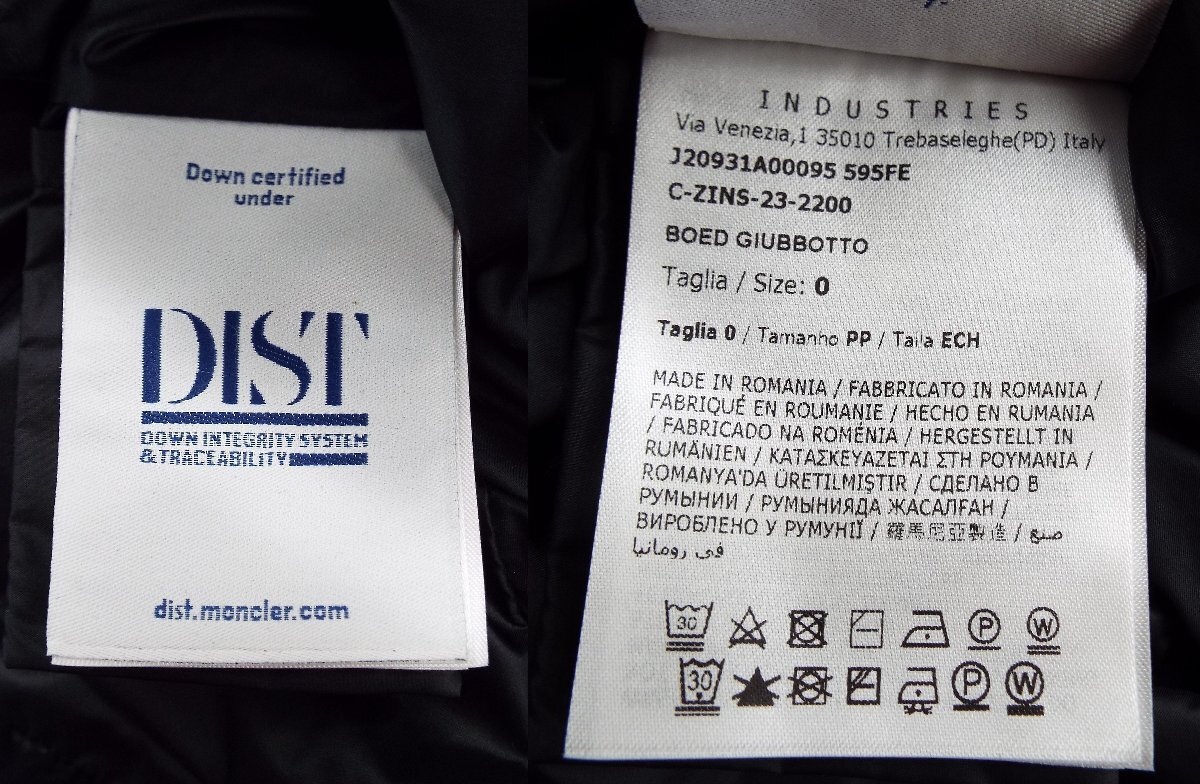 Down certified
under
DIST
DOWN INTEGRITY SYSTEM
& TRACEABILITY
dist.moncler.com
INDUSTRIES
Via Venezia,1 35010 Trebaseleghe(PD) Italy
J20931A00095 595FE
C-ZINS-23-2200
BOED GIUBBOTTO
Taglia / Size: 0
Taglia 0 / Tamanho PP / Taila ECH
MADE IN ROMANIA / FABBRICATO IN ROMANIA /
FABRIQUÉ EN ROUMANIE / HECHO EN RUMANIA
/ FABRICADO NA ROMÉNIA / HERGESTELLT IN
RUMÄNIEN / ΚΑΤΑΣΚΕΥΑΖΕΤΑΙ ΣΤΗ ΡΟΥΜΑΝΙΑ /
ROMANYA'DA ÜRETILMIŞTIR / СДЕЛАНО В
РУМЫНИИ / РУМЫНИЯДА ЖАСАЛҒАН /
ВИРОБЛЕНО У РУМУНІЇ / 羅馬尼亞製造 / صنع
في رومانيا
30 P W
30 P W